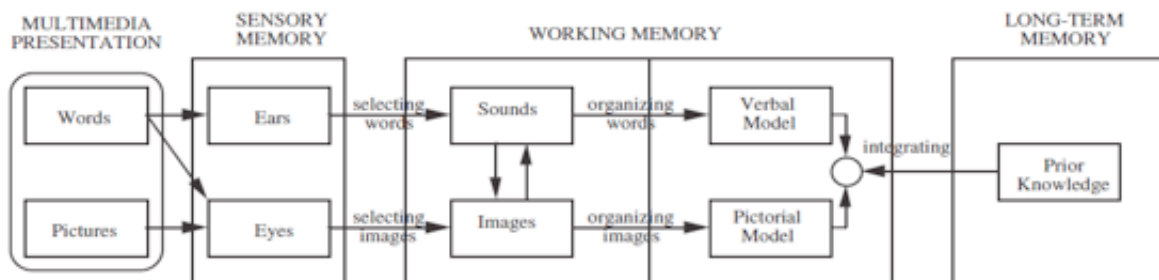 MULTIMEDIA
PRESENTATION
SENSORY
MEMORY
WORKING MEMORY
LONG-TERM
MEMORY
Words
Ears
selecting
words
Sounds
organizing
words
Verbal
Model
integrating
Prior
Knowledge
Pictures
Eyes
selecting
images
Images
organizing
images
Pictorial
Model